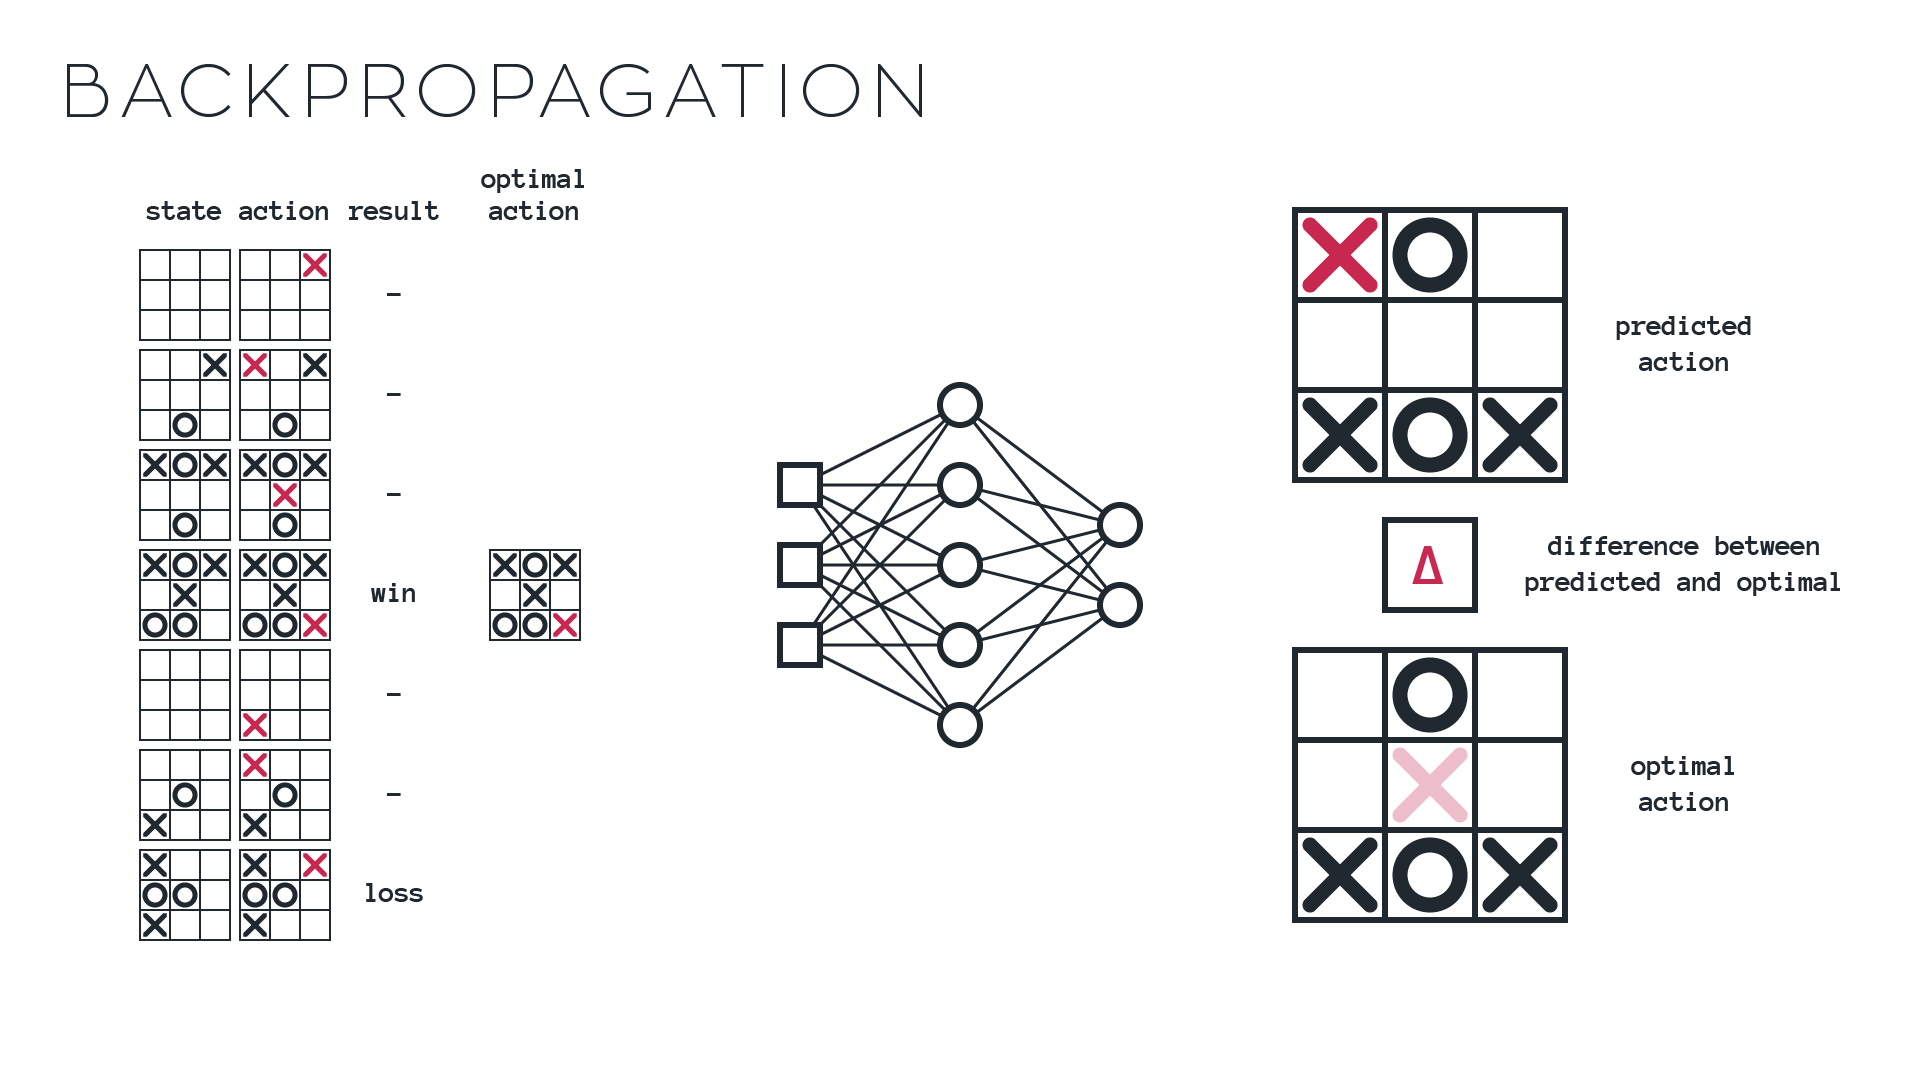 BACKPROPAGATION
optimal
state action result action
-
-
-
win
-
-
loss
predicted
action
Δ
difference between
predicted and optimal
optimal
action